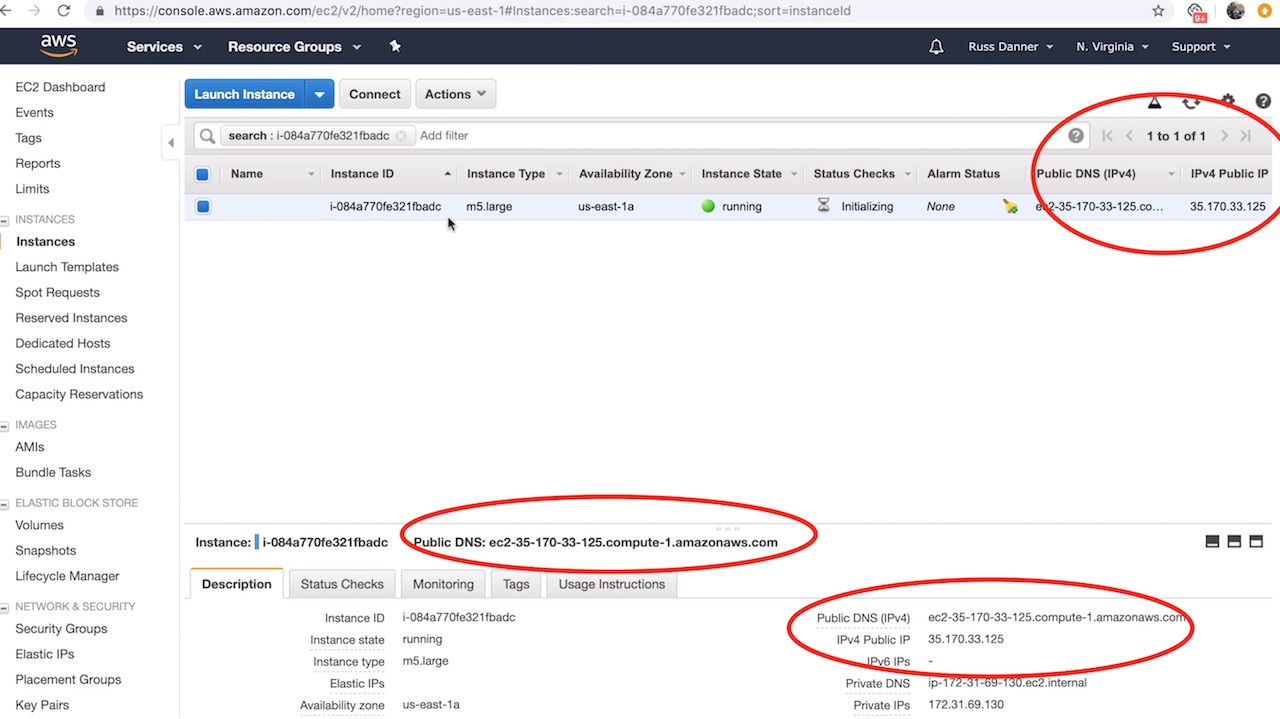 https://console.aws.amazon.com/ec2/v2/home?region=us-east-1#Instances:search=i-084a770fe321fbadc;sort=instanceId
9+
aws Services Resource Groups Russ Danner N. Virginia Support
EC2 Dashboard
Events
Tags
Reports
Limits
INSTANCES
Instances
Launch Templates
Spot Requests
Reserved Instances
Dedicated Hosts
Scheduled Instances
Capacity Reservations
IMAGES
AMIs
Bundle Tasks
ELASTIC BLOCK STORE
Volumes
Snapshots
Lifecycle Manager
NETWORK & SECURITY
Security Groups
Elastic IPs
Placement Groups
Key Pairs
Launch Instance Connect Actions
search : i-084a770fe321fbadc Add filter 1 to 1 of 1
Name Instance ID Instance Type Availability Zone Instance State Status Checks Alarm Status Public DNS (IPv4) IPv4 Public IP
i-084a770fe321fbadc m5.large us-east-1a running Initializing None ec2-35-170-33-125.co... 35.170.33.125
Instance: i-084a770fe321fbadc Public DNS: ec2-35-170-33-125.compute-1.amazonaws.com
Description Status Checks Monitoring Tags Usage Instructions
Instance ID i-084a770fe321fbadc Public DNS (IPv4) ec2-35-170-33-125.compute-1.amazonaws.com
Instance state running IPv4 Public IP 35.170.33.125
Instance type m5.large IPv6 IPs -
Elastic IPs Private DNS ip-172-31-69-130.ec2.internal
Availability zone us-east-1a Private IPs 172.31.69.130